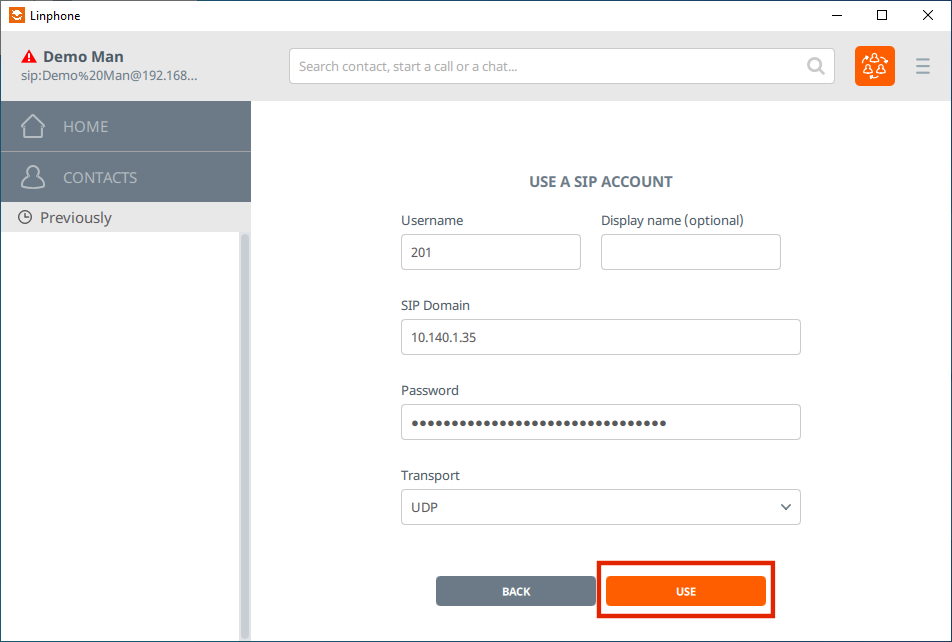 Linphone
Demo Man
sip:Demo%20Man@192.168...
Search contact, start a call or a chat...
HOME
CONTACTS
Previously
USE A SIP ACCOUNT
Username
Display name (optional)
201
SIP Domain
10.140.1.35
Password
••••••••••••••••••••••••••••••••
Transport
UDP
BACK
USE